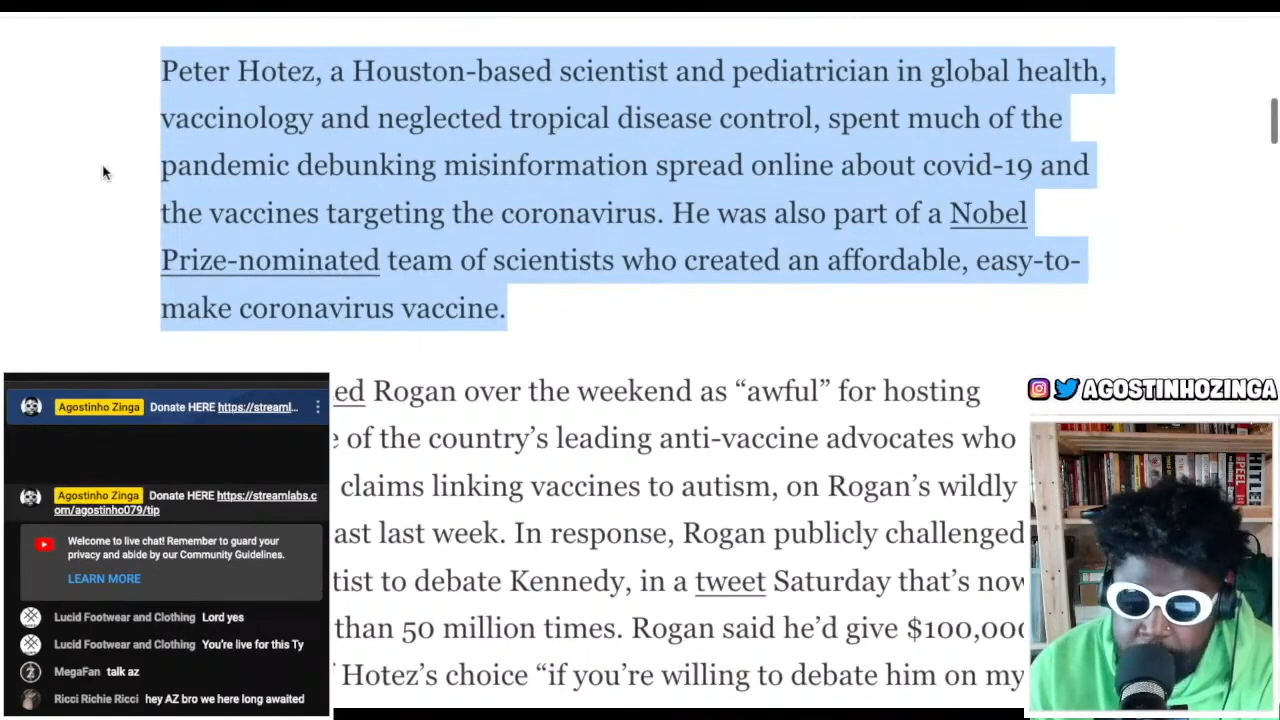 Peter Hotez, a Houston-based scientist and pediatrician in global health,
vaccinology and neglected tropical disease control, spent much of the
pandemic debunking misinformation spread online about covid-19 and
the vaccines targeting the coronavirus. He was also part of a Nobel
Prize-nominated team of scientists who created an affordable, easy-to-
make coronavirus vaccine.
ed Rogan over the weekend as “awful” for hosting
e of the country’s leading anti-vaccine advocates who
claims linking vaccines to autism, on Rogan’s wildly
ast last week. In response, Rogan publicly challenged
tist to debate Kennedy, in a tweet Saturday that’s now
than 50 million times. Rogan said he’d give $100,000
Hotez’s choice “if you’re willing to debate him on my
Agostinho Zinga Donate HERE https://streaml...
Agostinho Zinga Donate HERE https://streamlabs.c
om/agostinho079/tip
Welcome to live chat! Remember to guard your
privacy and abide by our Community Guidelines.
LEARN MORE
Lucid Footwear and Clothing Lord yes
Lucid Footwear and Clothing You’re live for this Ty
MegaFan talk az
Ricci Richie Ricci hey AZ bro we here long awaited
AGOSTINHOZINGA
PEEL
HITLER